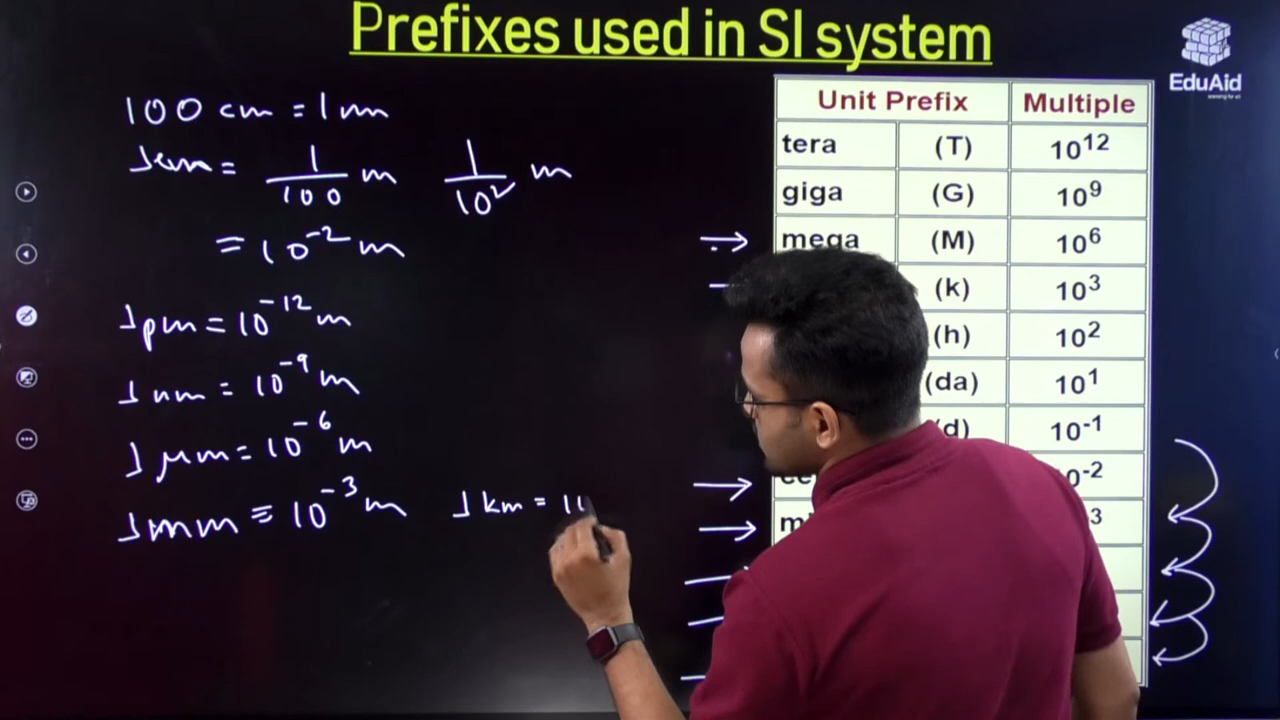 Prefixes used in SI system
EduAid
100 cm = 1m
1cm = 1/100 m 1/10² m
= 10⁻² m
1pm = 10⁻¹² m
1nm = 10⁻⁹ m
1μm = 10⁻⁶ m
1mm = 10⁻³ m 1km =
Unit Prefix Multiple
tera (T) 10¹²
giga (G) 10⁹
mega (M) 10⁶
(k) 10³
(h) 10²
(da) 10¹
(d) 10⁻¹